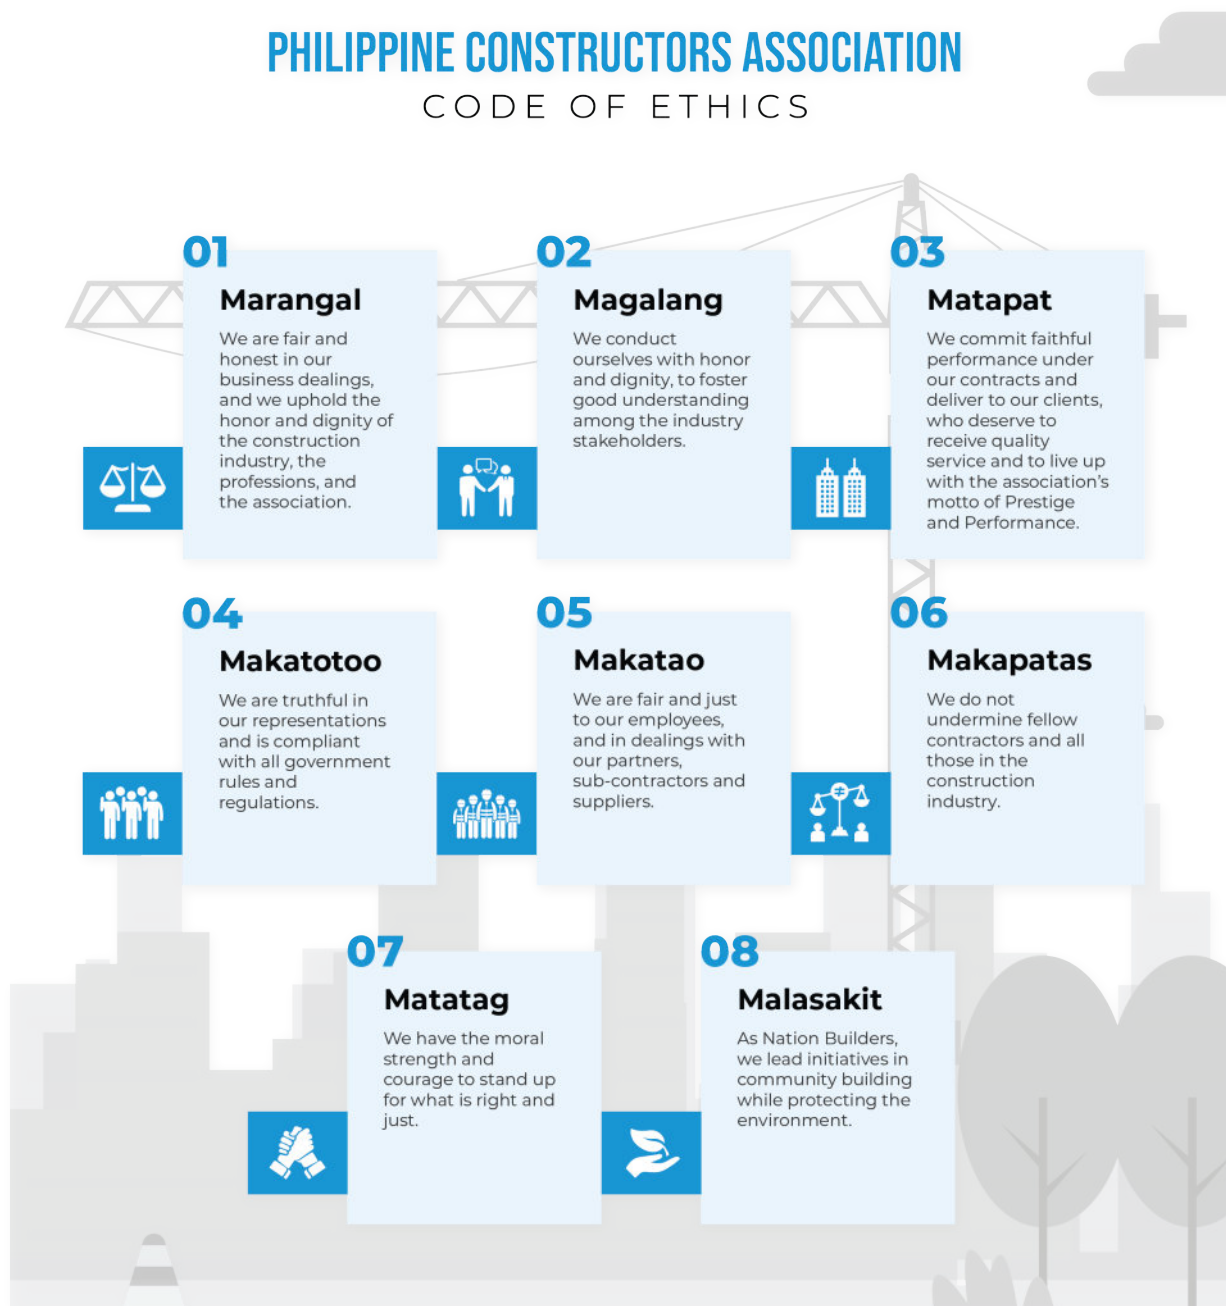 PHILIPPINE CONSTRUCTORS ASSOCIATION
CODE OF ETHICS
01
Marangal
We are fair and
honest in our
business dealings,
and we uphold the
honor and dignity of
the construction
industry, the
professions, and
the association.
02
Magalang
We conduct
ourselves with honor
and dignity, to foster
good understanding
among the industry
stakeholders.
03
Matapat
We commit faithful
performance under
our contracts and
deliver to our clients,
who deserve to
receive quality
service and to live up
with the association's
motto of Prestige
and Performance.
04
Makatotoo
We are truthful in
our representations
and is compliant
with all government
rules and
regulations.
05
Makatao
We are fair and just
to our employees,
and in dealings with
our partners,
sub-contractors and
suppliers.
06
Makapatas
We do not
undermine fellow
contractors and all
those in the
construction
industry.
07
Matatag
We have the moral
strength and
courage to stand up
for what is right and
just.
08
Malasakit
As Nation Builders,
we lead initiatives in
community building
while protecting the
environment.